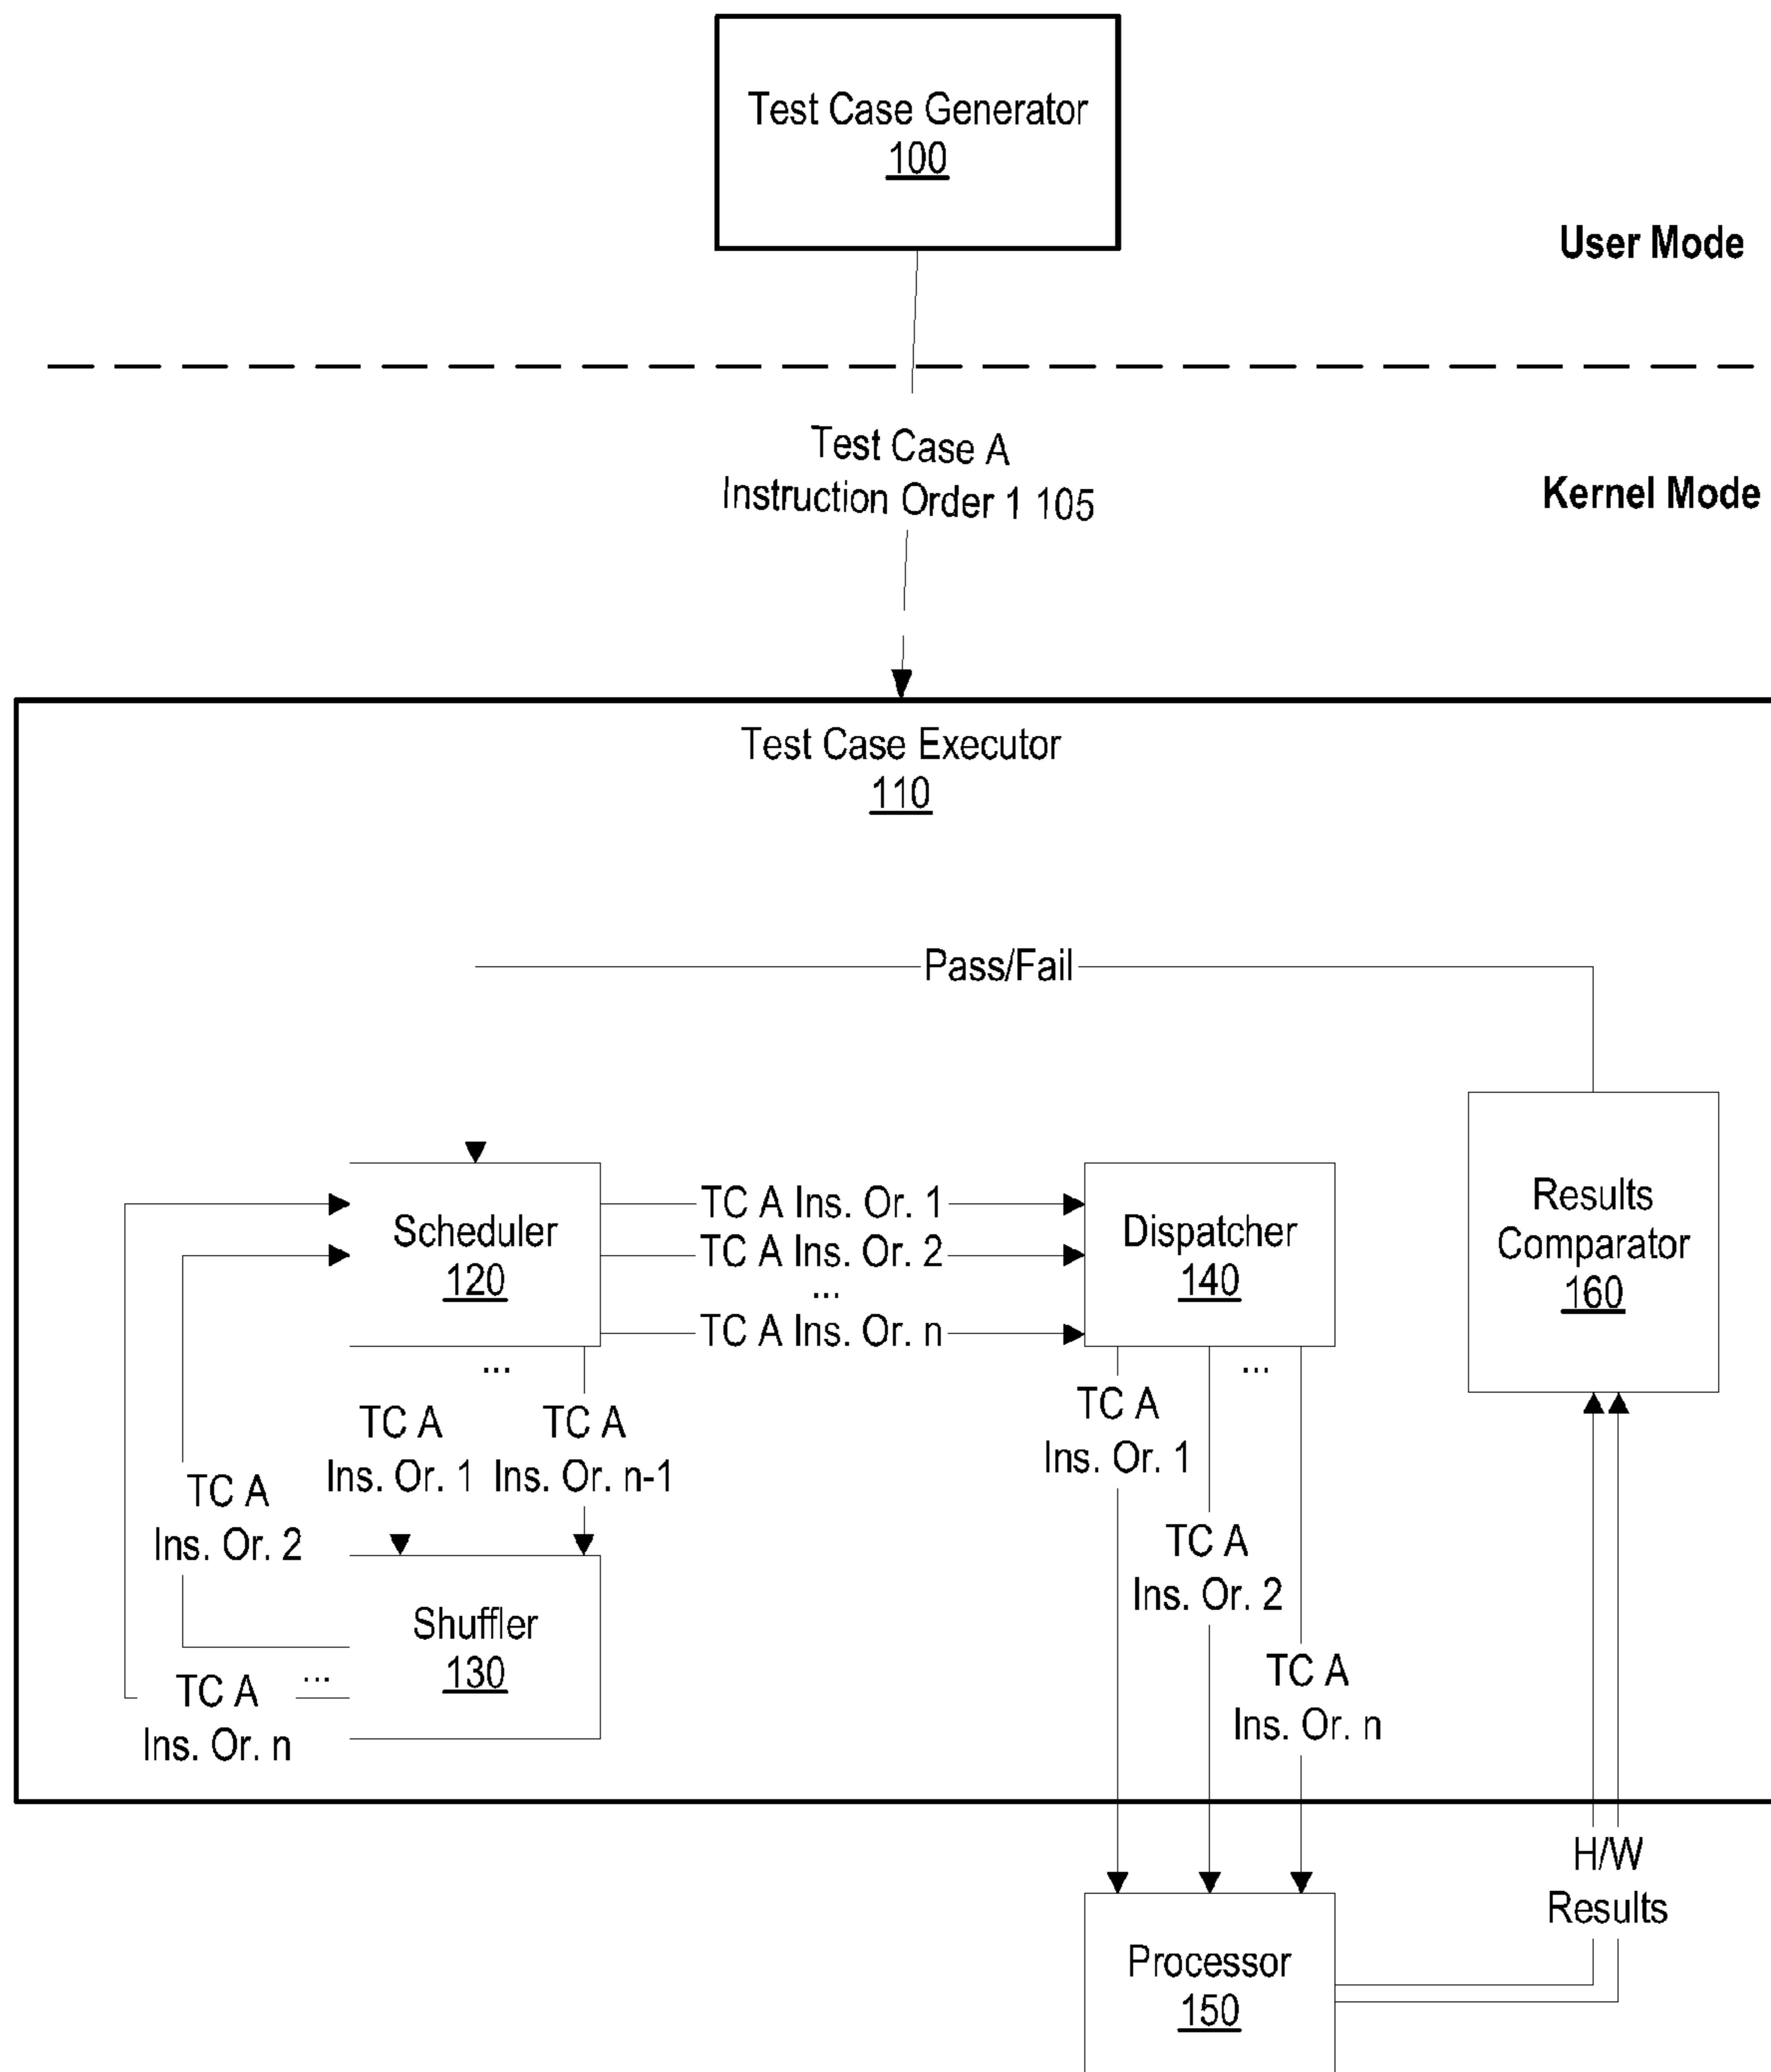 Test Case Generator
100
User Mode
Test Case A
Instruction Order 1 105
Kernel Mode
Test Case Executor
110
Pass/Fail
Scheduler
120
TC A Ins. Or. 1
TC A Ins. Or. 2
...
TC A Ins. Or. n
Dispatcher
140
Results
Comparator
160
...
TC A
Ins. Or. 1
TC A
Ins. Or. n-1
...
TC A
Ins. Or. 1
TC A
Ins. Or. 2
TC A
Ins. Or. 2
Shuffler
130
...
TC A
Ins. Or. n
TC A
Ins. Or. n
H/W
Results
Processor
150